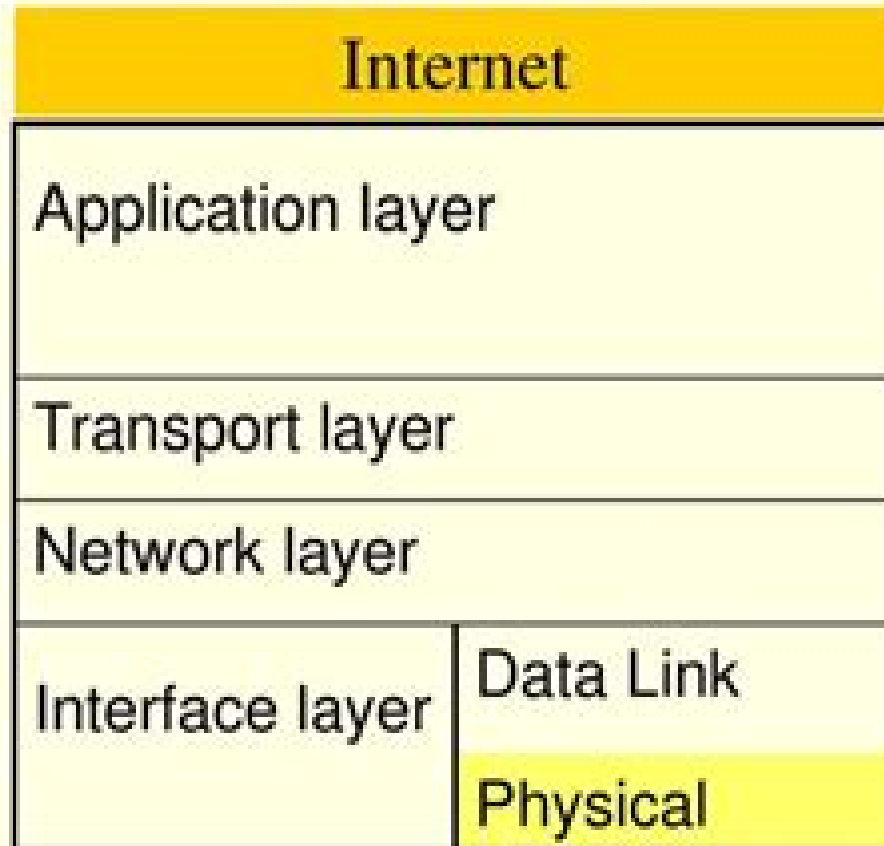 Internet
Application layer
Transport layer
Network layer
Interface layer
Data Link
Physical